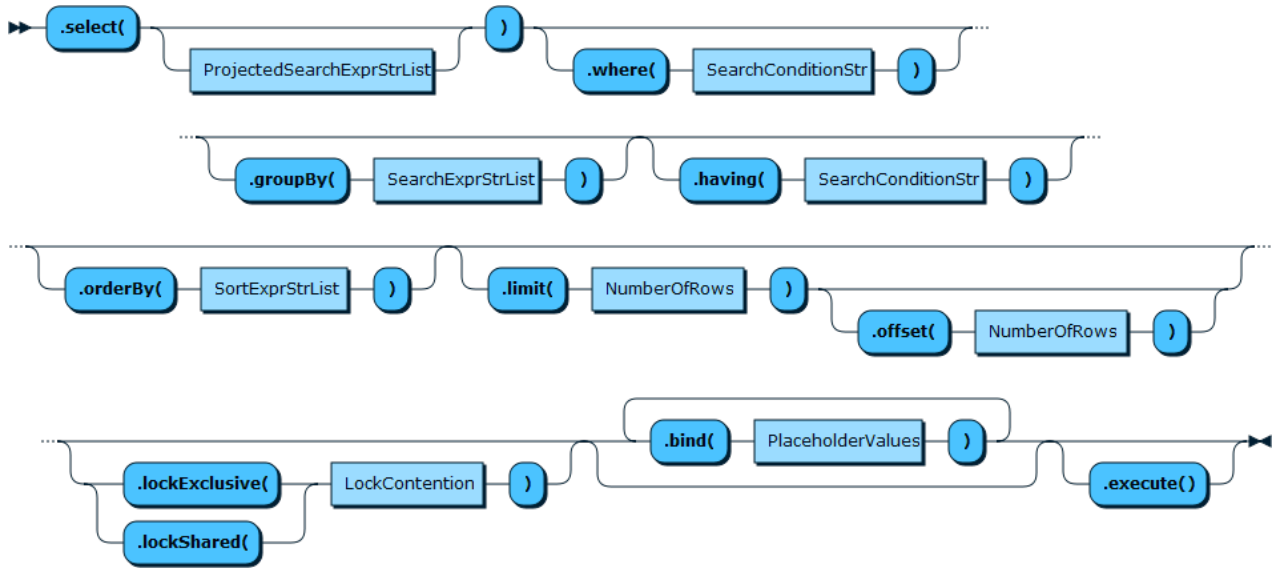 .select( ProjectedSearchExprStrList ) .where( SearchConditionStr )
.groupBy( SearchExprStrList ) .having( SearchConditionStr )
.orderBy( SortExprStrList ) .limit( NumberOfRows )
.offset( NumberOfRows )
.bind( PlaceholderValues )
.lockExclusive( LockContention ) .execute()
.lockShared(